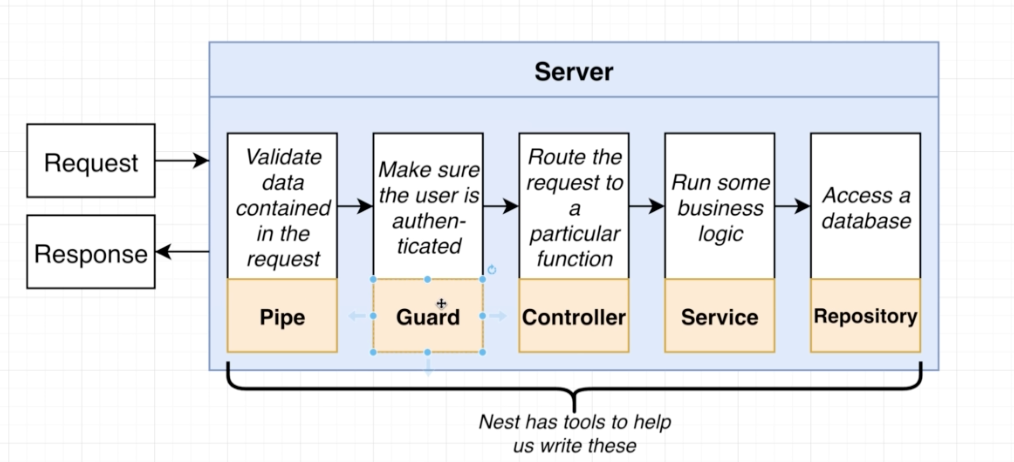 Server
Request
Response
Validate
data
contained
in the
request
Pipe
Make sure
the user is
authen-
ticated
Guard
Route the
request to
a
particular
function
Controller
Run some
business
logic
Service
Access a
database
Repository
Nest has tools to help
us write these